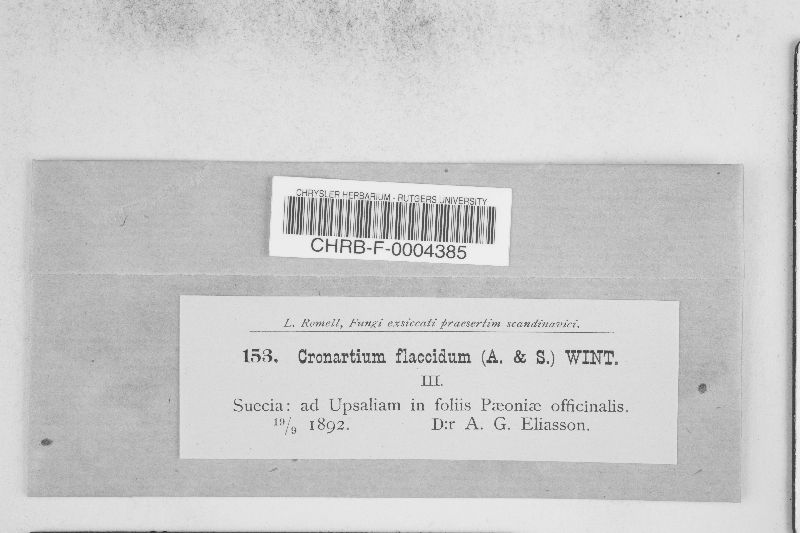 CHRYSLER HERBARIUM - RUTGERS UNIVERSITY
CHRB-F-0004385
L. Romell, Fungi exsiccati praesertim scandinavici.
153. Cronartium flaccidum (A. & S.) WINT.
III.
Suecia: ad Upsaliam in foliis Pæoniæ officinalis.
19/9 1892. D:r A. G. Eliasson.